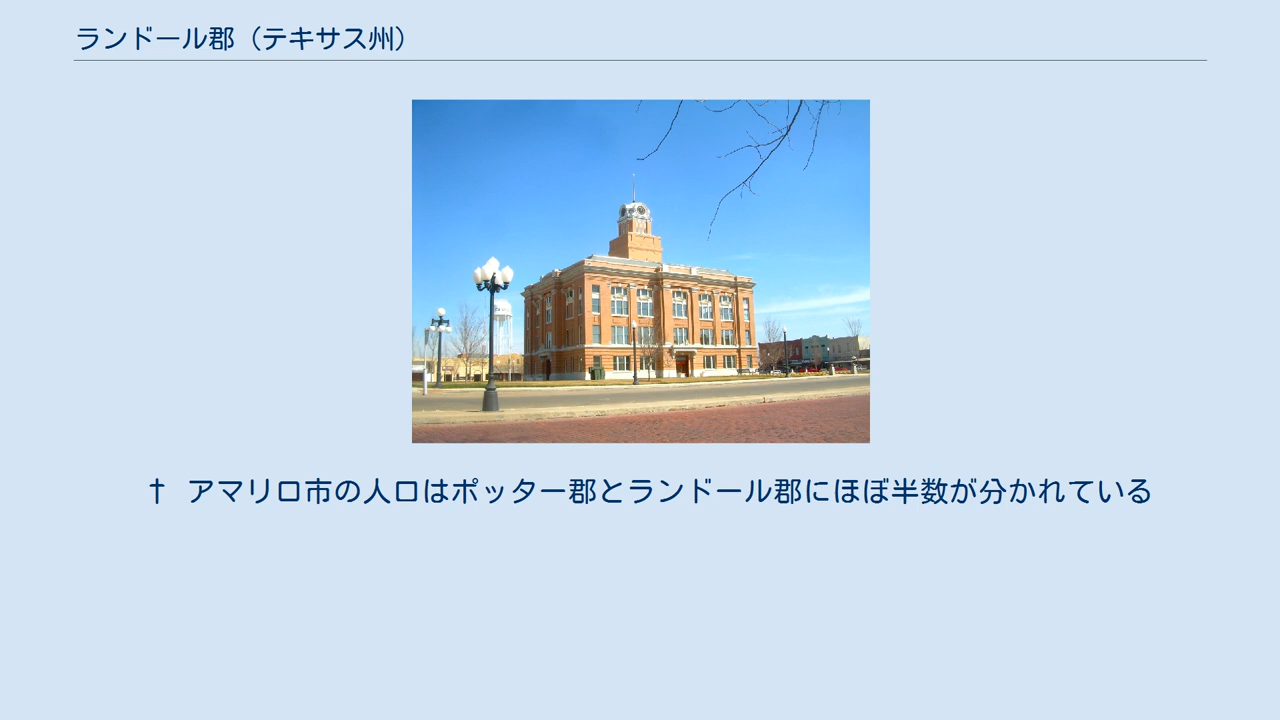 ランドール郡（テキサス州）
† アマリロ市の人口はポッター郡とランドール郡にほぼ半数が分かれている